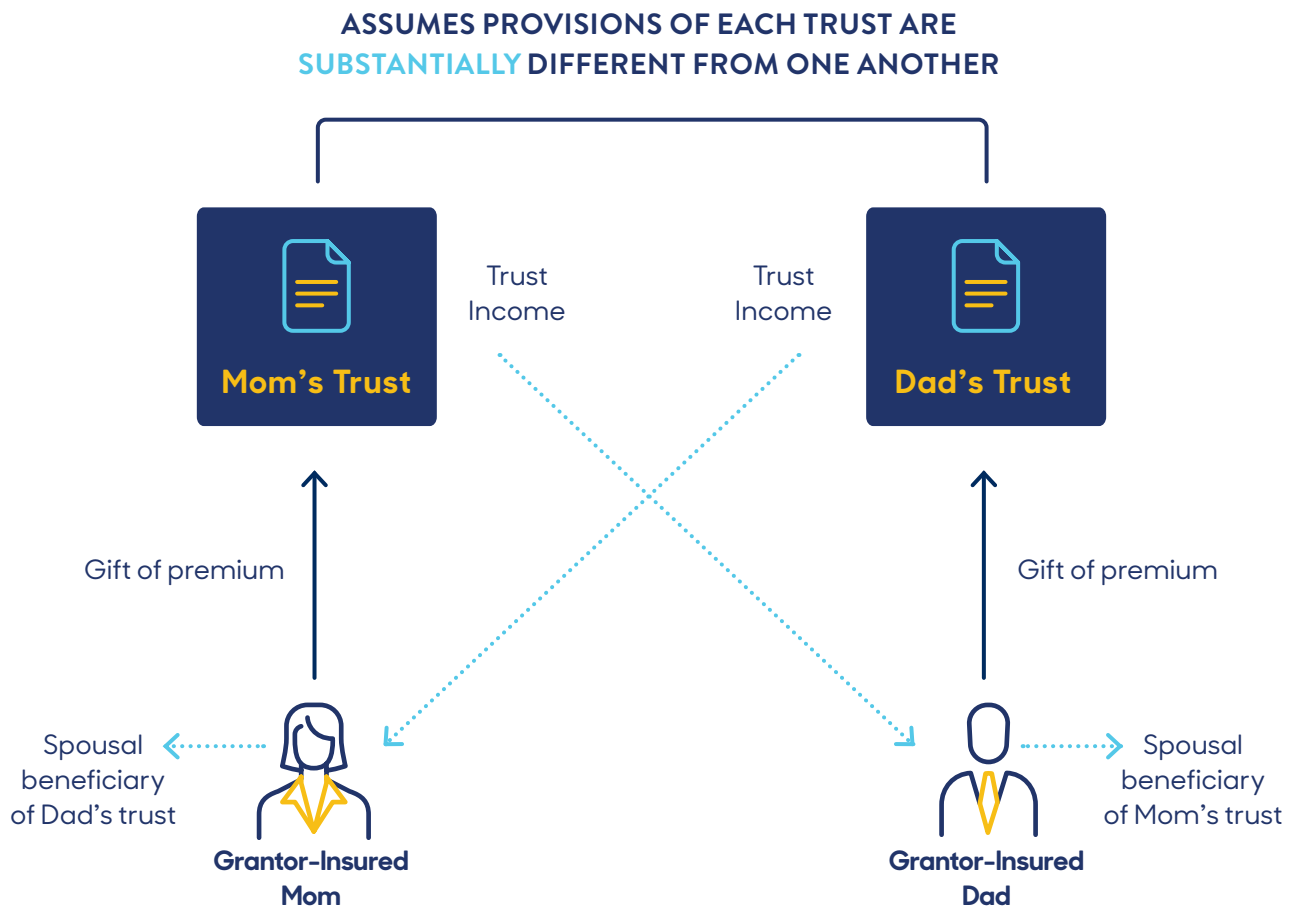 ASSUMES PROVISIONS OF EACH TRUST ARE
SUBSTANTIALLY DIFFERENT FROM ONE ANOTHER
Mom's Trust
Trust
Income
Trust
Income
Dad's Trust
Gift of premium
Gift of premium
Spousal
beneficiary
of Dad's trust
Grantor-Insured
Mom
Grantor-Insured
Dad
Spousal
beneficiary
of Mom's trust